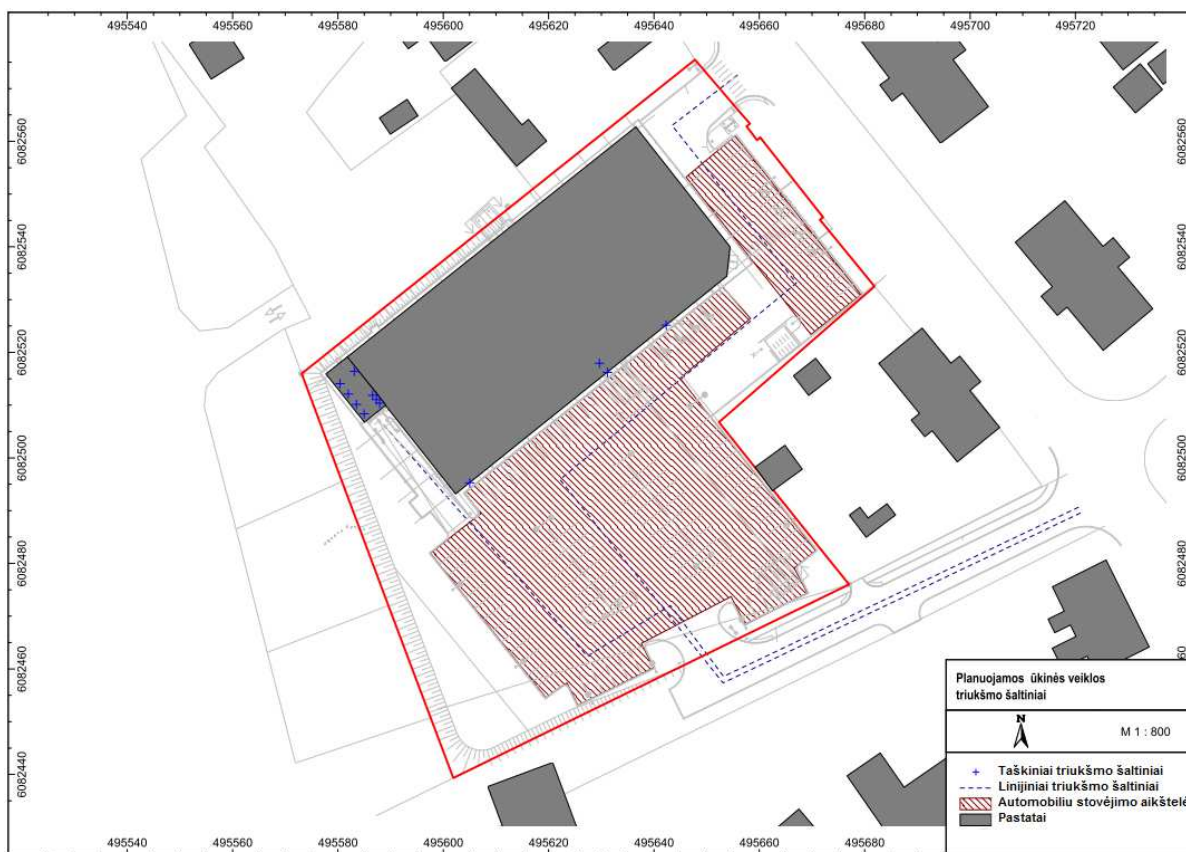 495540 495560 495580 495600 495620 495640 495660 495680 495700 495720
6082560 6082560
6082540 6082540
6082520 6082520
6082500 6082500
6082480 6082480
6082460 60
6082440
Planuojamos ūkinės veiklos
triukšmo šaltiniai
N
M 1 : 800
Taškiniai triukšmo šaltiniai
Linijiniai triukšmo šaltiniai
Automobiliu stovėjimo aikštelė
Pastatai
495540 495560 495580 495600 495620 495640 495660 495680